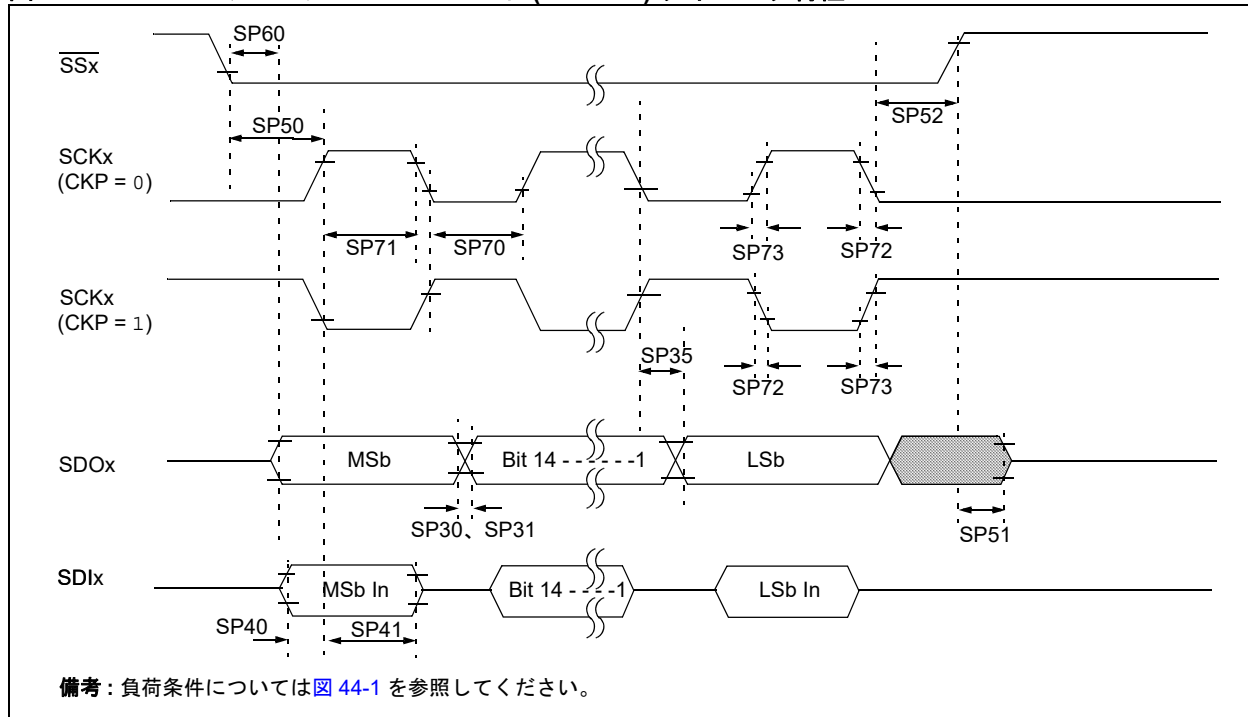 SP60
SSx
SP50
SP52
SCKx
(CKP = 0)
SP71
SP70
SP73
SP72
SCKx
(CKP = 1)
SP35
SP72
SP73
SDOx
MSb
Bit 14 - - - - - -1
LSb
SP30、SP31
SP51
SDIx
MSb In
Bit 14 - - - -1
LSb In
SP40
SP41
備考 : 負荷条件については図 44-1 を参照してください。